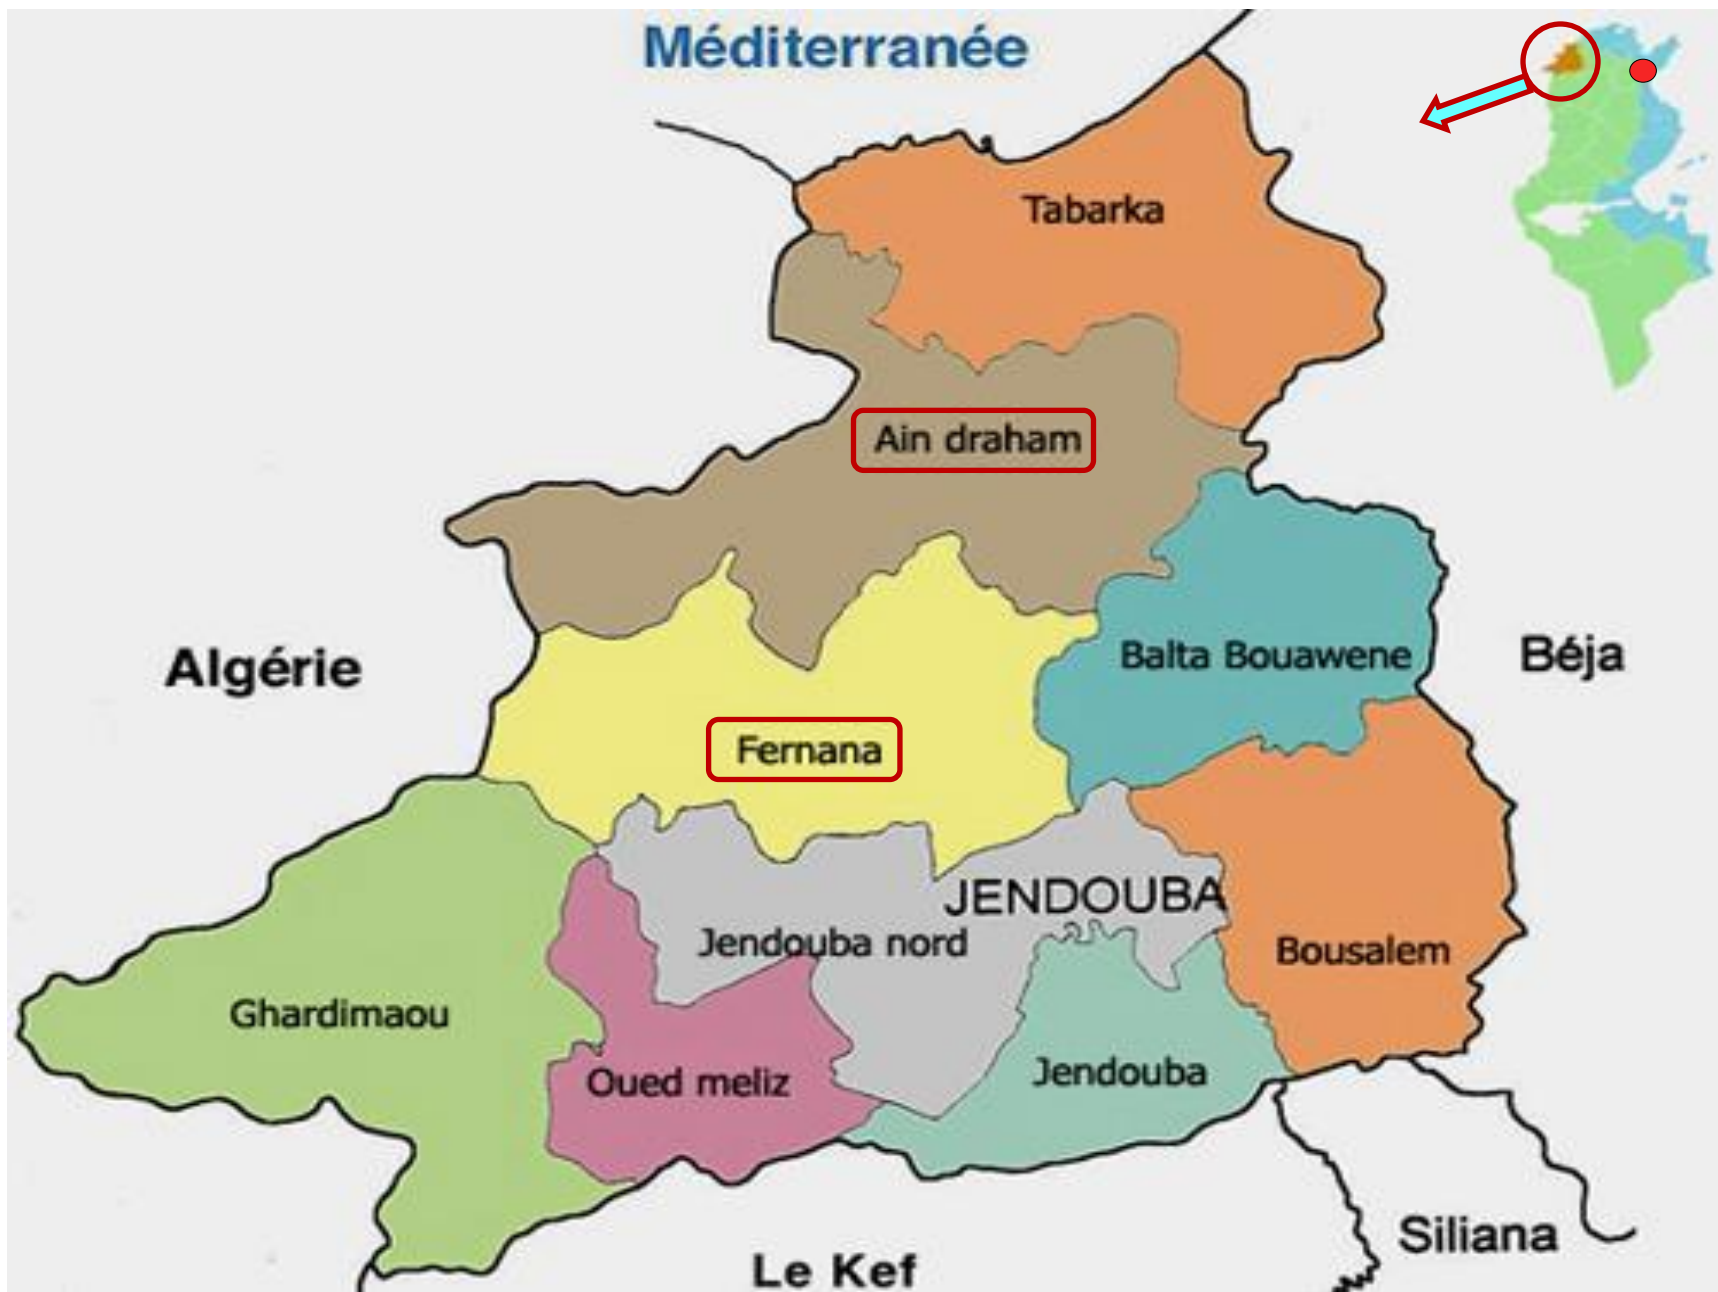 Méditerranée
Tabarka
Ain draham
Algérie
Balta Bouawene
Béja
Fernana
JENDOUBA
Jendouba nord
Bousalem
Ghardimaou
Oued meliz
Jendouba
Siliana
Le Kef